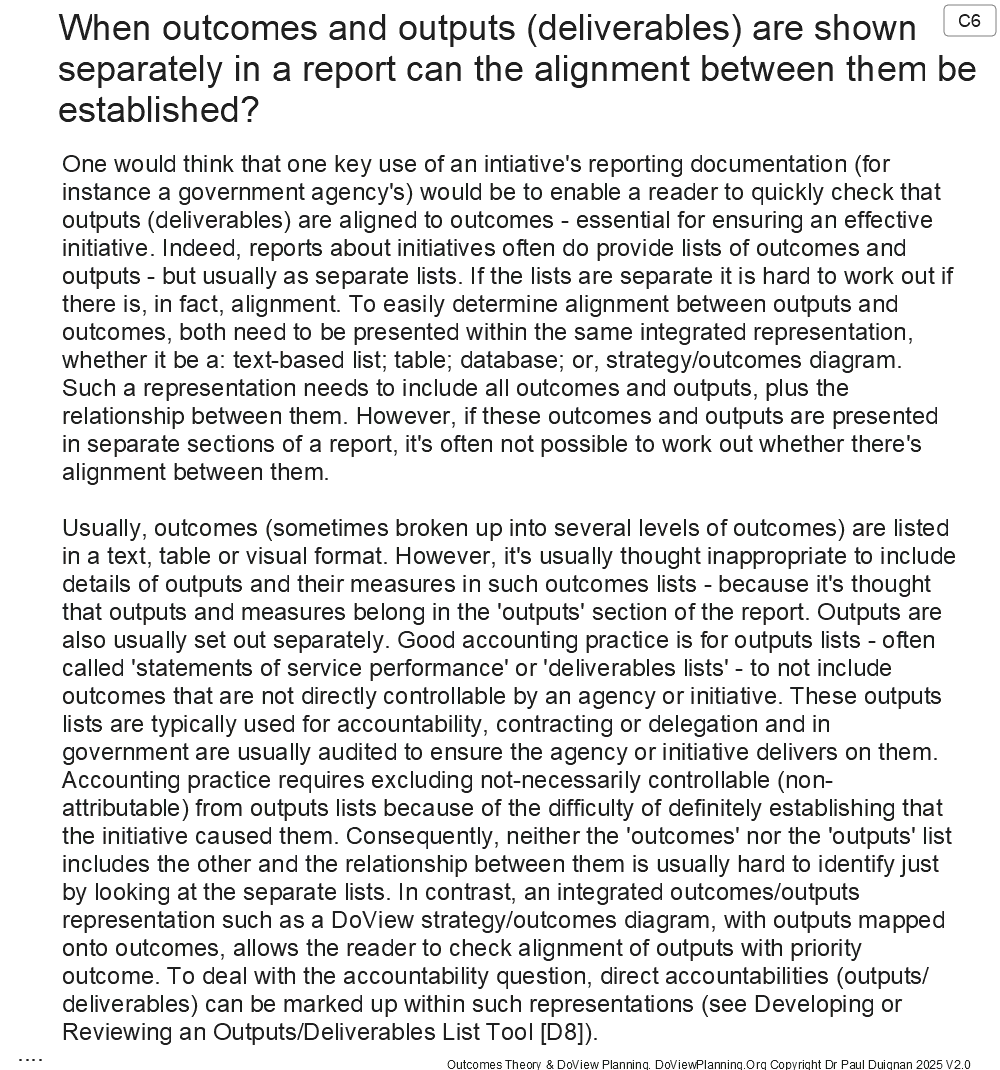 When outcomes and outputs (deliverables) are shown
C6
separately in a report can the alignment between them be
established?
One would think that one key use of an intiative's reporting documentation (for
instance a government agency's) would be to enable a reader to quickly check that
outputs (deliverables) are aligned to outcomes - essential for ensuring an effective
initiative. Indeed, reports about initiatives often do provide lists of outcomes and
outputs - but usually as separate lists. If the lists are separate it is hard to work out if
there is, in fact, alignment. To easily determine alignment between outputs and
outcomes, both need to be presented within the same integrated representation,
whether it be a: text-based list; table; database; or, strategy/outcomes diagram.
Such a representation needs to include all outcomes and outputs, plus the
relationship between them. However, if these outcomes and outputs are presented
in separate sections of a report, it's often not possible to work out whether there's
alignment between them.
Usually, outcomes (sometimes broken up into several levels of outcomes) are listed
in a text, table or visual format. However, it's usually thought inappropriate to include
details of outputs and their measures in such outcomes lists - because it's thought
that outputs and measures belong in the 'outputs' section of the report. Outputs are
also usually set out separately. Good accounting practice is for outputs lists - often
called 'statements of service performance' or 'deliverables lists' - to not include
outcomes that are not directly controllable by an agency or initiative. These outputs
lists are typically used for accountability, contracting or delegation and in
government are usually audited to ensure the agency or initiative delivers on them.
Accounting practice requires excluding not-necessarily controllable (non-
attributable) from outputs lists because of the difficulty of definitely establishing that
the initiative caused them. Consequently, neither the 'outcomes' nor the 'outputs' list
includes the other and the relationship between them is usually hard to identify just
by looking at the separate lists. In contrast, an integrated outcomes/outputs
representation such as a DoView strategy/outcomes diagram, with outputs mapped
onto outcomes, allows the reader to check alignment of outputs with priority
outcome. To deal with the accountability question, direct accountabilities (outputs/
deliverables) can be marked up within such representations (see Developing or
Reviewing an Outputs/Deliverables List Tool [D8]).
....
Outcomes Theory & DoView Planning. DoViewPlanning.Org Copyright Dr Paul Duignan 2025 V2.0